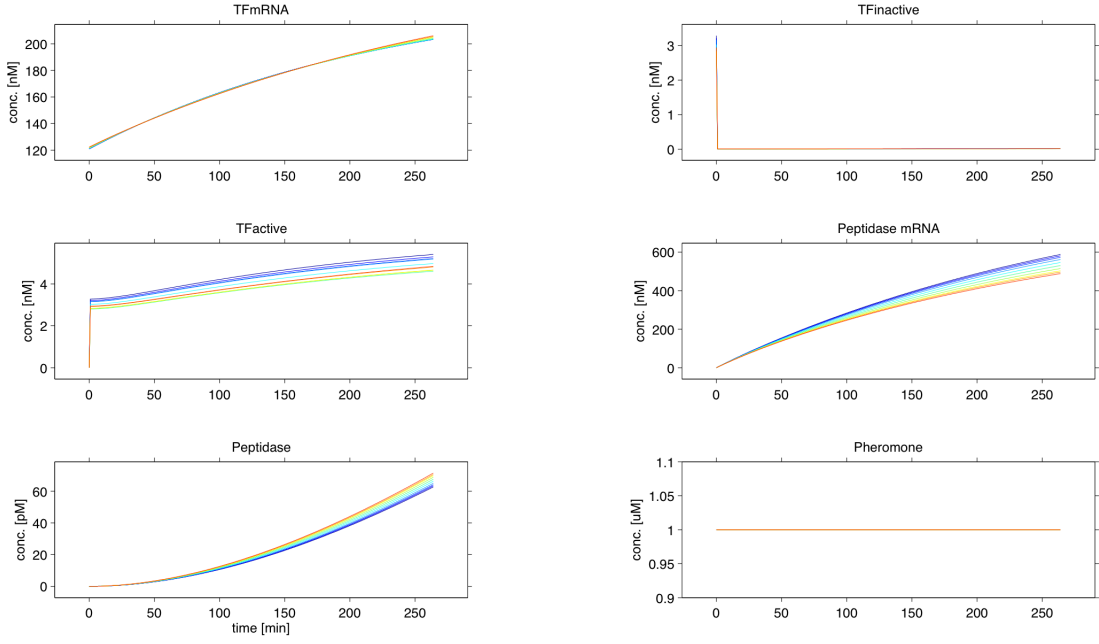 TFmRNA
conc. [nM]
200
180
160
140
120
0 50 100 150 200 250
TFinactive
conc. [nM]
3
2
1
0
0 50 100 150 200 250
TFactive
conc. [nM]
4
2
0
0 50 100 150 200 250
Peptidase mRNA
conc. [nM]
600
400
200
0
0 50 100 150 200 250
Peptidase
conc. [pM]
60
40
20
0
0 50 100 150 200 250
time [min]
Pheromone
conc. [uM]
1.1
1.05
1
0.95
0.9
0 50 100 150 200 250